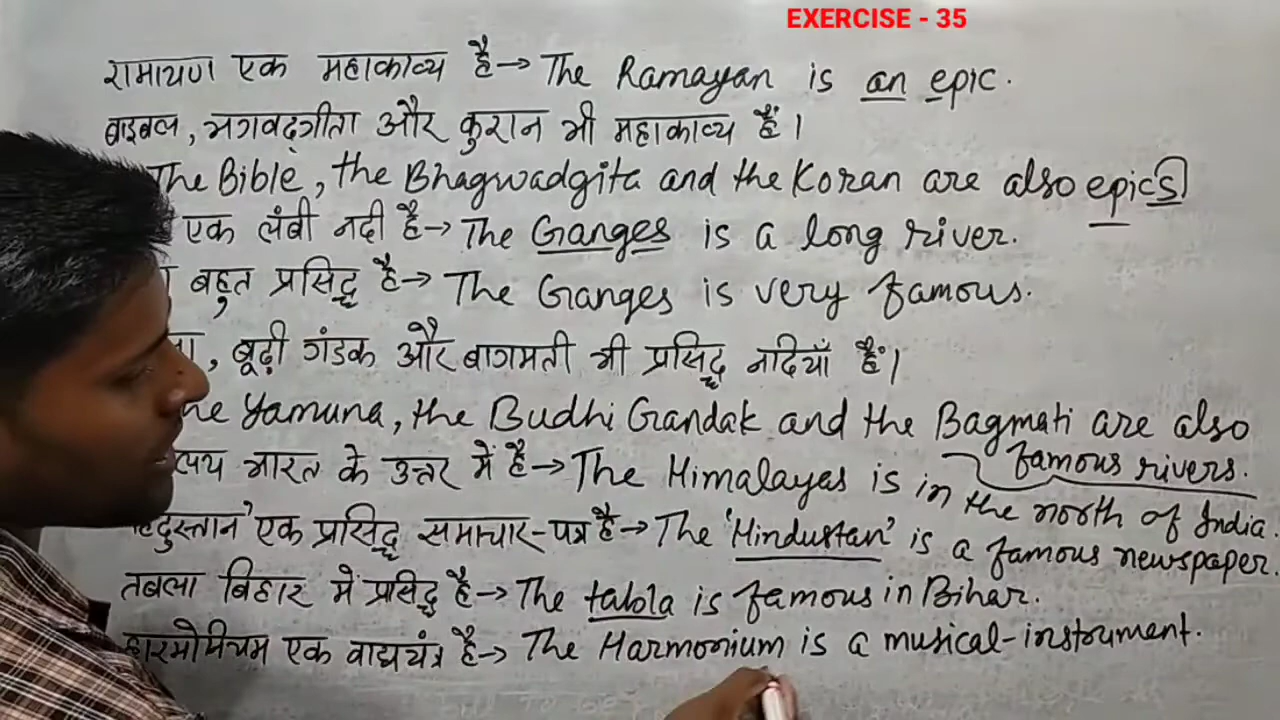 EXERCISE - 35
रामायण एक महाकाव्य है→ The Ramayan is an epic.
बाइबल, भगवद्गीता और कुरान भी महाकाव्य हैं।
The Bible, the Bhagwadgita and the Koran are also epics
एक लंबी नदी है→ The Ganges is a long river.
बहुत प्रसिद्ध है→ The Ganges is very famous.
बूढ़ी गंडक और बागमती भी प्रसिद्ध नदियाँ हैं।
Yamuna, the Budhi Gandak and the Bagmati are also
famous rivers.
भारत के उत्तर में है→ The Himalayas is in the north of India.
हिंदुस्तान' एक प्रसिद्ध समाचार-पत्र है→ The 'Hindustan' is a famous newspaper.
तबला बिहार में प्रसिद्ध है→ The tabla is famous in Bihar.
हारमोनियम एक वाद्ययंत्र है→ The Harmonium is a musical-instrument.